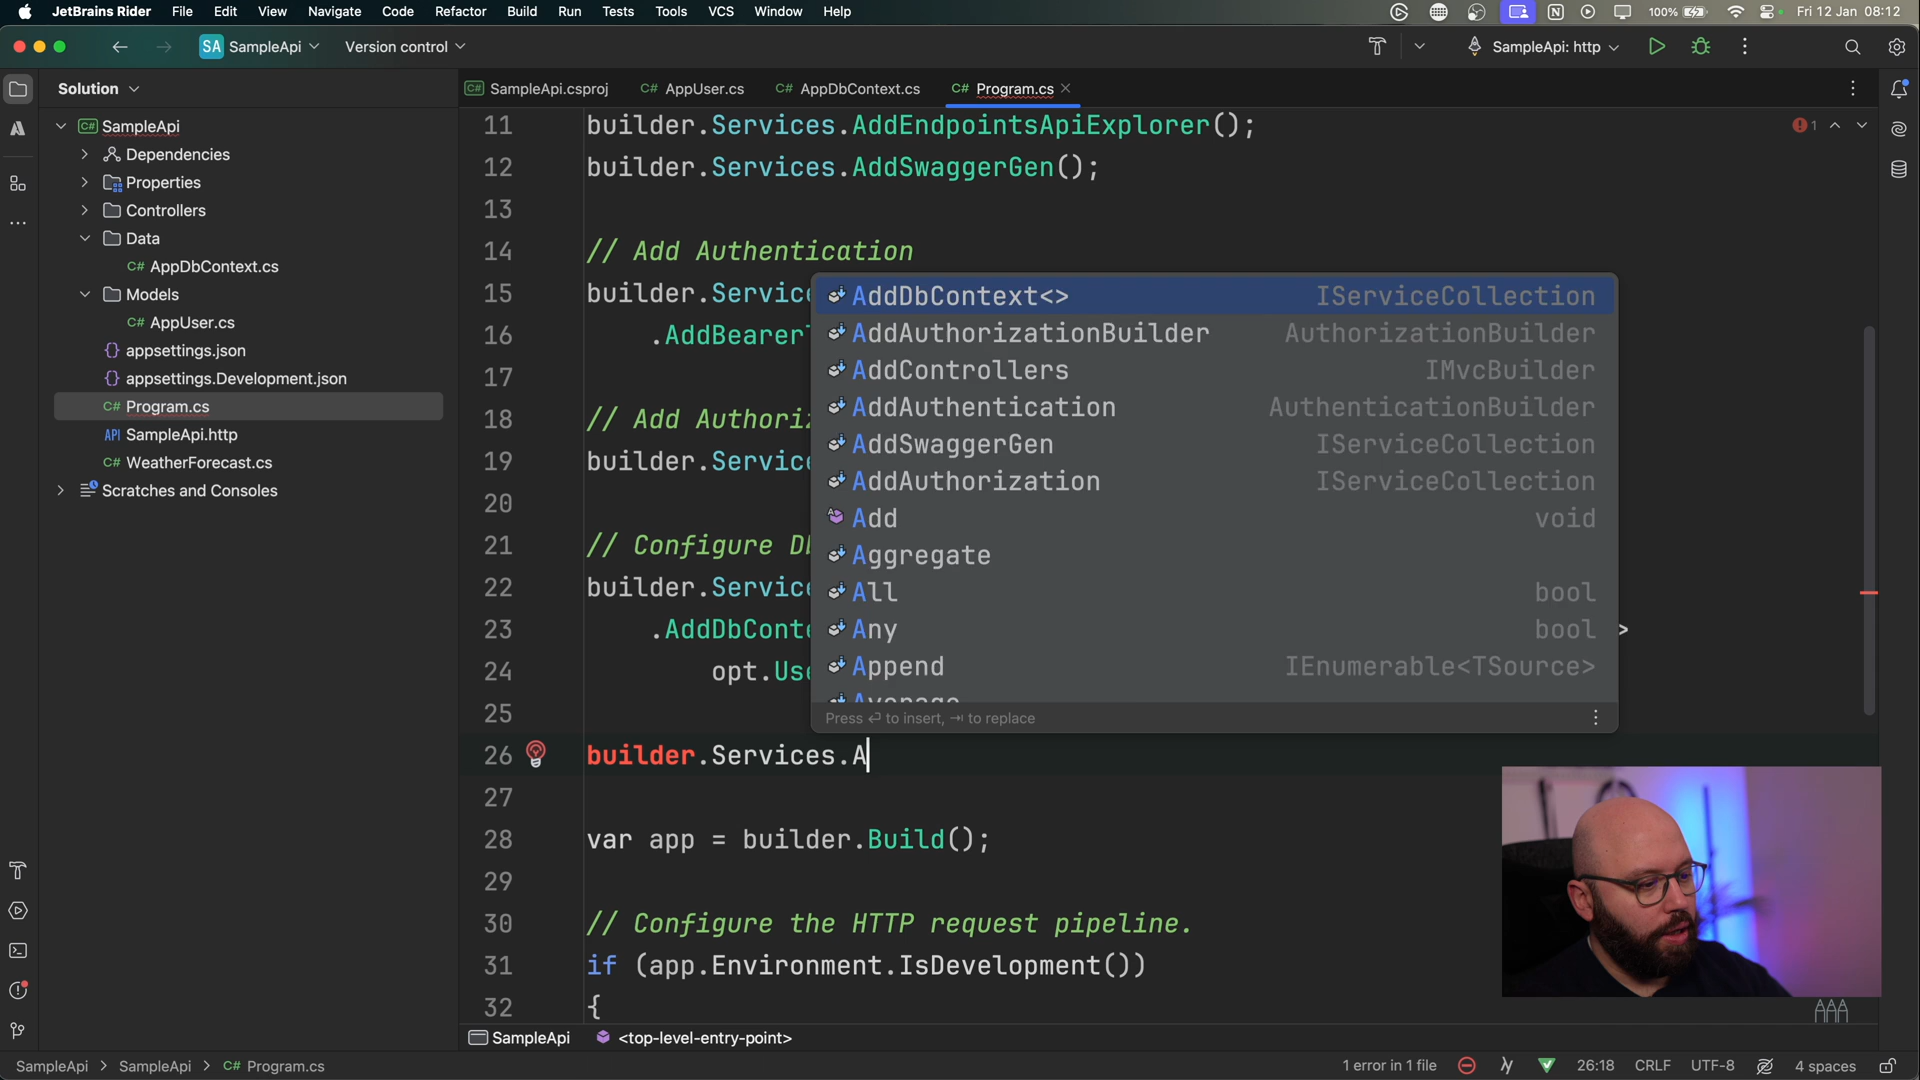 JetBrains Rider File Edit View Navigate Code Refactor Build Run Tests Tools VCS Window Help 100% Fri 12 Jan 08:12
SA SampleApi Version control SampleApi: http
Solution
C# SampleApi.csproj C# AppUser.cs C# AppDbContext.cs C# Program.cs
C# SampleApi
Dependencies
Properties
Controllers
Data
C# AppDbContext.cs
Models
C# AppUser.cs
{} appsettings.json
{} appsettings.Development.json
C# Program.cs
API SampleApi.http
C# WeatherForecast.cs
Scratches and Consoles
1
11 builder.Services.AddEndpointsApiExplorer();
12 builder.Services.AddSwaggerGen();
13
14 // Add Authentication
15 builder.Servic
16 .AddBearer
17
18 // Add Authori
19 builder.Servic
20
21 // Configure D
22 builder.Servic
23 .AddDbConte >
24 opt.Us
25
26 builder.Services.A
27
28 var app = builder.Build();
29
30 // Configure the HTTP request pipeline.
31 if (app.Environment.IsDevelopment())
32 {
AddDbContext<> IServiceCollection
AddAuthorizationBuilder AuthorizationBuilder
AddControllers IMvcBuilder
AddAuthentication AuthenticationBuilder
AddSwaggerGen IServiceCollection
AddAuthorization IServiceCollection
Add void
Aggregate
All bool
Any bool
Append IEnumerable<TSource>
Average
Press ↵ to insert, ⇥ to replace
SampleApi <top-level-entry-point>
SampleApi > SampleApi > C# Program.cs 1 error in 1 file 26:18 CRLF UTF-8 4 spaces